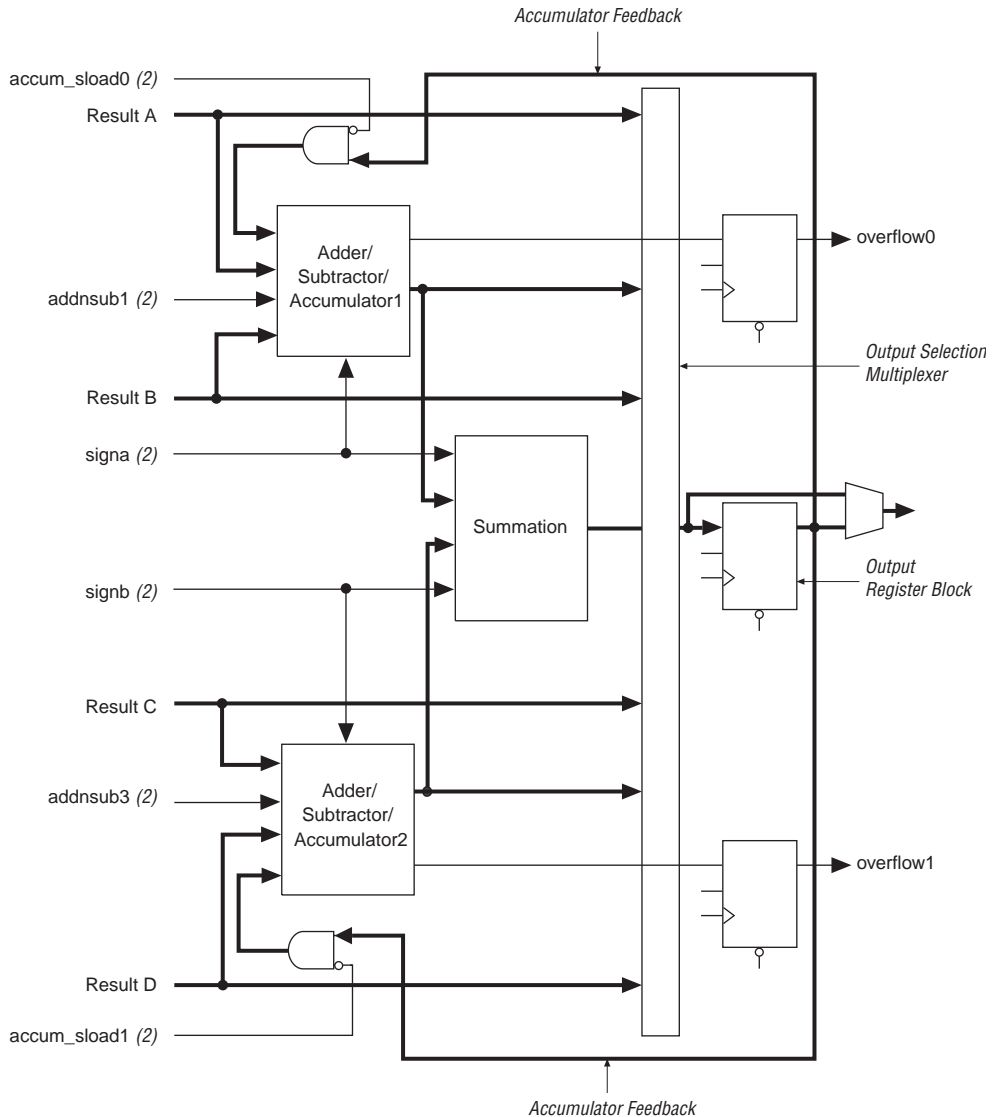 Accumulator Feedback
accum_sload0 (2)
Result A
overflow0
Adder/
Subtractor/
Accumulator1
addnsub1 (2)
Output Selection
Multiplexer
Result B
signa (2)
Summation
Output
Register Block
signb (2)
Result C
Adder/
Subtractor/
Accumulator2
addnsub3 (2)
overflow1
Result D
accum_sload1 (2)
Accumulator Feedback